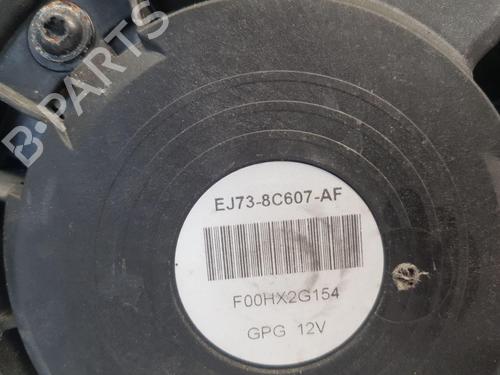 B-PARTS
EJ73-8C607-AF
F00HX2G154
GPG 12V